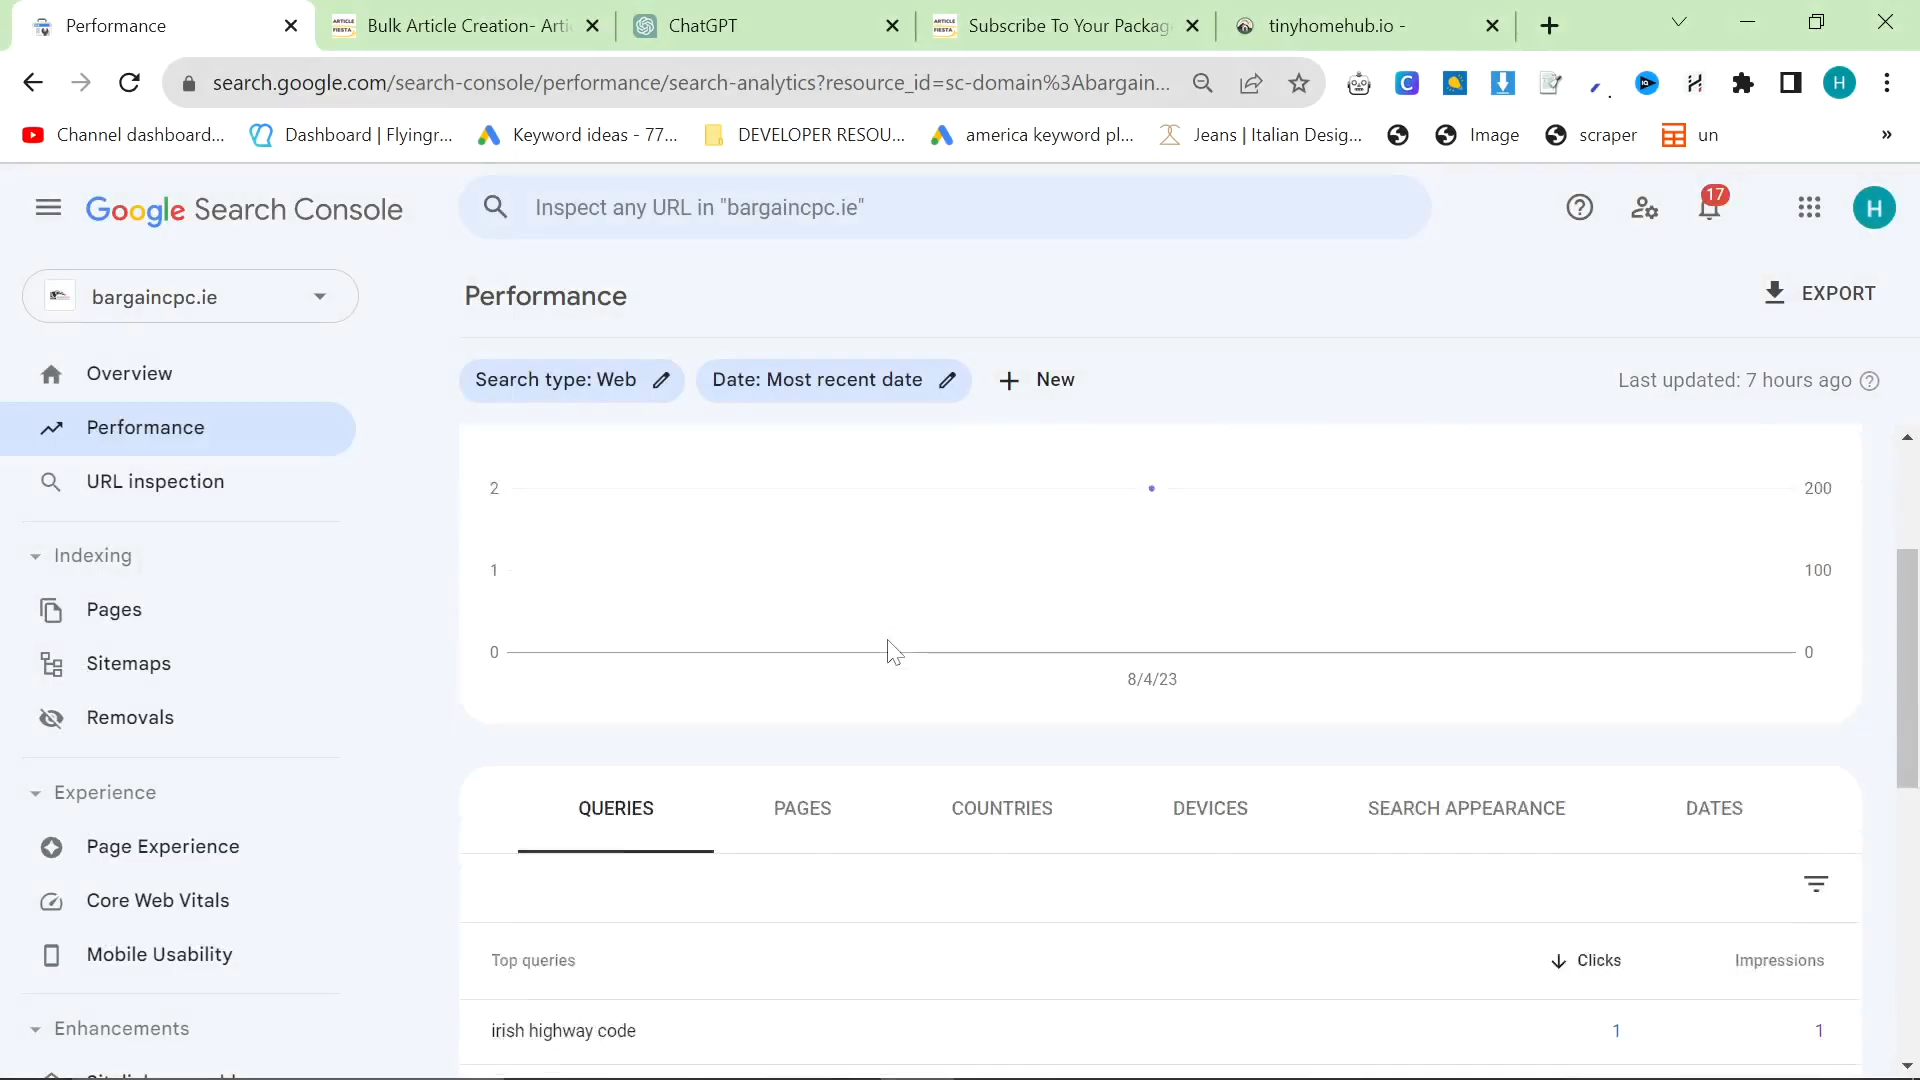 Performance
Bulk Article Creation- Arti
ChatGPT
Subscribe To Your Packag
tinyhomehub.io -
search.google.com/search-console/performance/search-analytics?resource_id=sc-domain%3Abargain...
Channel dashboard...
Dashboard | Flyingr...
Keyword ideas - 77...
DEVELOPER RESOU...
america keyword pl...
Jeans | Italian Desig...
Image
scraper
un
»
Google Search Console
Inspect any URL in "bargaincpc.ie"
17
H
bargaincpc.ie
Performance
EXPORT
Overview
Performance
URL inspection
Indexing
Pages
Sitemaps
Removals
Experience
Page Experience
Core Web Vitals
Mobile Usability
Enhancements
Search type: Web
Date: Most recent date
New
Last updated: 7 hours ago
2
200
1
100
0
0
8/4/23
QUERIES
PAGES
COUNTRIES
DEVICES
SEARCH APPEARANCE
DATES
Top queries
Clicks
Impressions
irish highway code
1
1